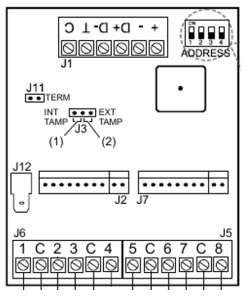 C T -D +D - +
ON
1 2 3 4
ADDRESS
J1
J11
TERM
INT TAMP
EXT TAMP
J3
(1) (2)
J12
J2 J7
J6 J5
1 C 2 3 C 4 5 C 6 7 C 8